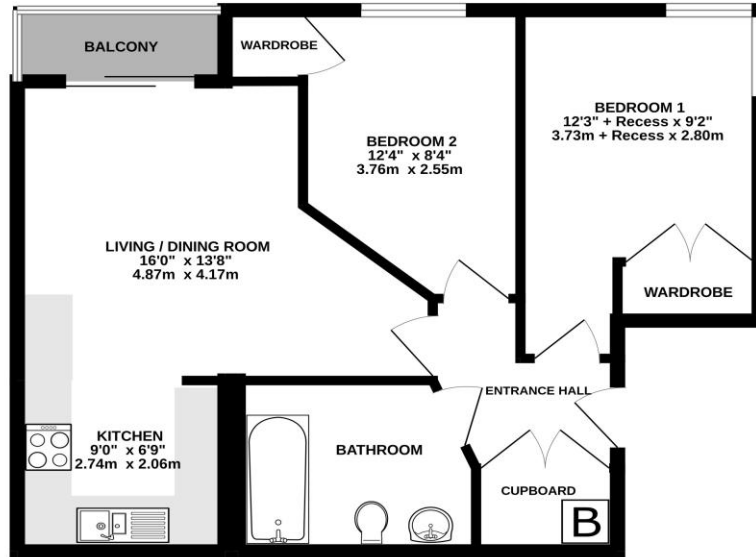 BALCONY
WARDROBE
BEDROOM 2
12'4" x 8'4"
3.76m x 2.55m
BEDROOM 1
12'3" + Recess x 9'2"
3.73m + Recess x 2.80m
LIVING / DINING ROOM
16'0" x 13'8"
4.87m x 4.17m
WARDROBE
ENTRANCE HALL
KITCHEN
9'0" x 6'9"
2.74m x 2.06m
BATHROOM
CUPBOARD
B